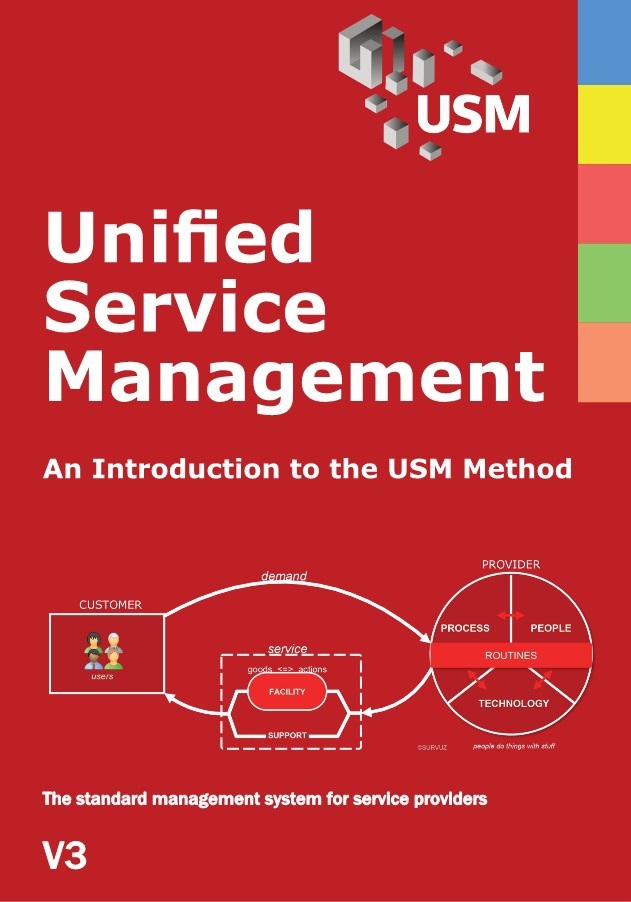 USM
Unified
Service
Management
An Introduction to the USM Method
PROVIDER
demand
CUSTOMER
PROCESS
PEOPLE
service
ROUTINES
goods <=> actions
users
FACILITY
TECHNOLOGY
SUPPORT
©SURVUZ
people do things with stuff
The standard management system for service providers
V3